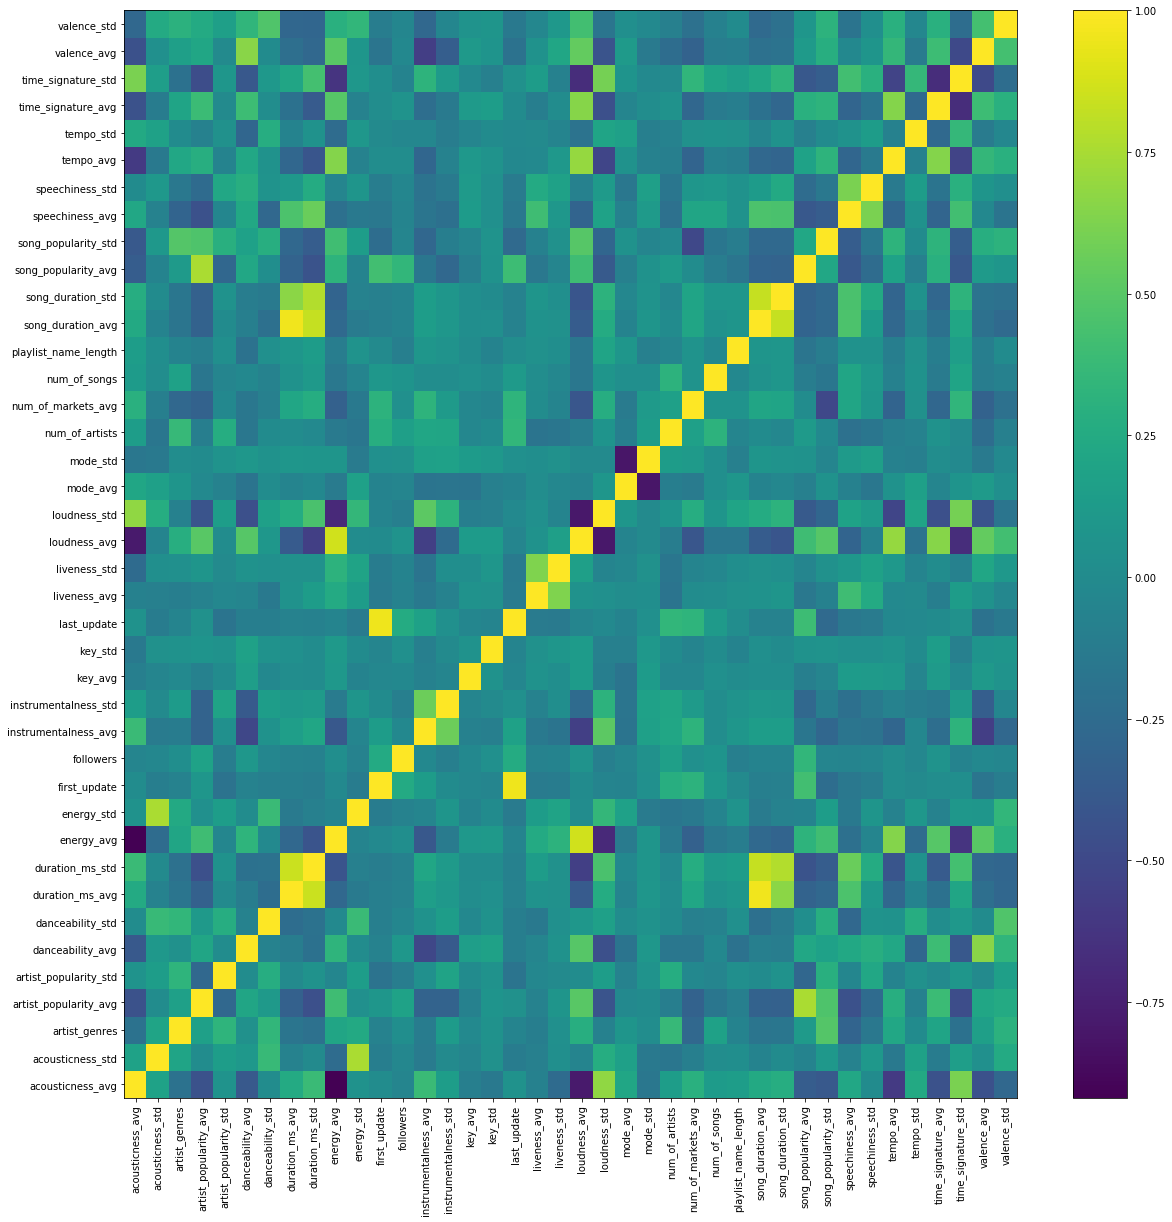 valence_std
valence_avg
time_signature_std
time_signature_avg
tempo_std
tempo_avg
speechiness_std
speechiness_avg
song_popularity_std
song_popularity_avg
song_duration_std
song_duration_avg
playlist_name_length
num_of_songs
num_of_markets_avg
num_of_artists
mode_std
mode_avg
loudness_std
loudness_avg
liveness_std
liveness_avg
last_update
key_std
key_avg
instrumentalness_std
instrumentalness_avg
followers
first_update
energy_std
energy_avg
duration_ms_std
duration_ms_avg
danceability_std
danceability_avg
artist_popularity_std
artist_popularity_avg
artist_genres
acousticness_std
acousticness_avg
acousticness_avg
acousticness_std
artist_genres
artist_popularity_avg
artist_popularity_std
danceability_avg
danceability_std
duration_ms_avg
duration_ms_std
energy_avg
energy_std
first_update
followers
instrumentalness_avg
instrumentalness_std
key_avg
key_std
last_update
liveness_avg
liveness_std
loudness_avg
loudness_std
mode_avg
mode_std
num_of_artists
num_of_markets_avg
num_of_songs
playlist_name_length
song_duration_avg
song_duration_std
song_popularity_avg
song_popularity_std
speechiness_avg
speechiness_std
tempo_avg
tempo_std
time_signature_avg
time_signature_std
valence_avg
valence_std
1.00
0.75
0.50
0.25
0.00
−0.25
−0.50
−0.75